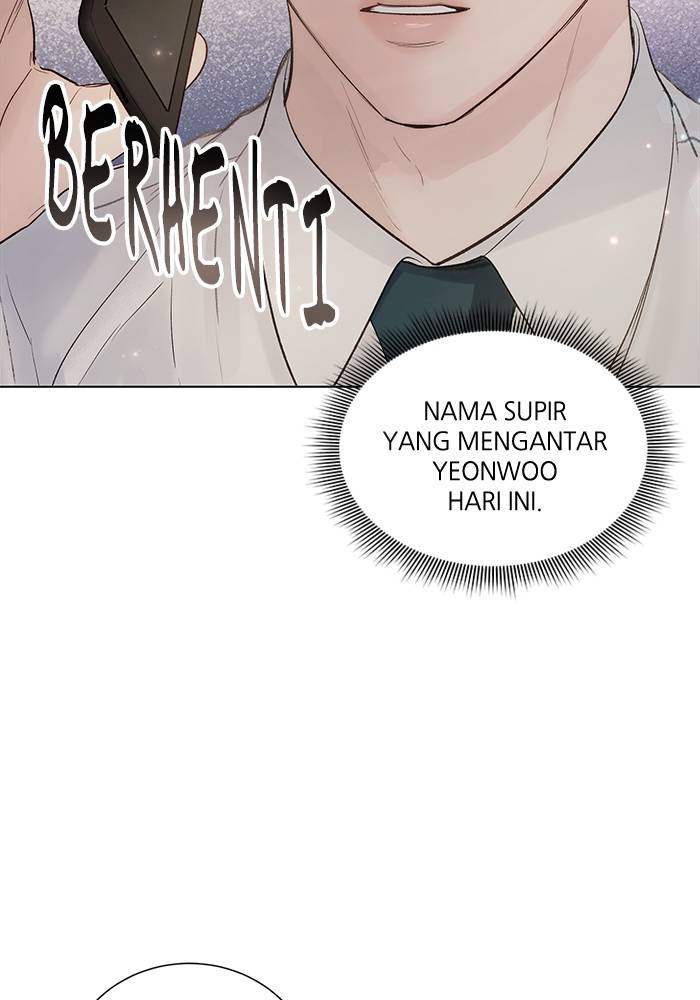 BERHENTI
NAMA SUPIR
YANG MENGANTAR
YEONWOO
HARI INI.